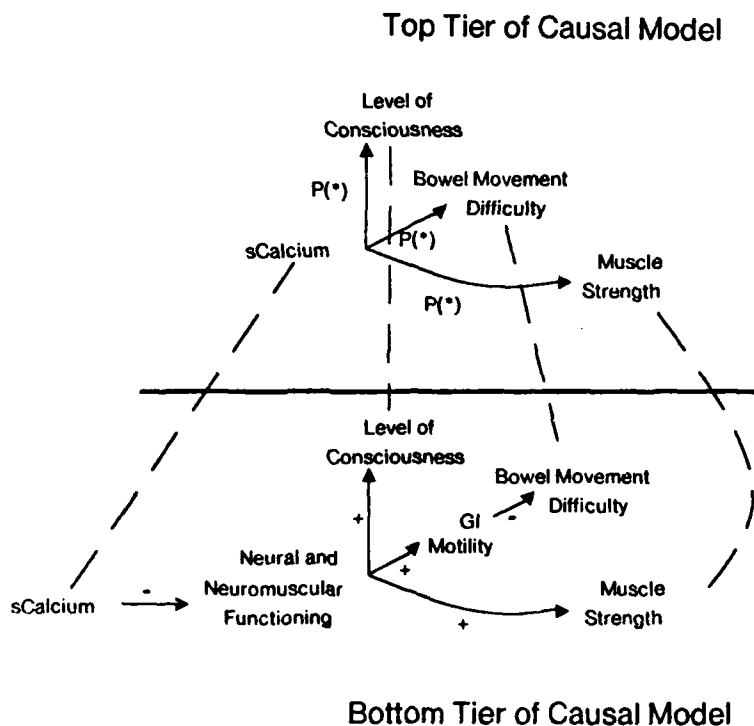 Top Tier of Causal Model
Level of
Consciousness
P(*)
Bowel Movement
Difficulty
P(*)
sCalcium
Muscle
Strength
P(*)
Level of
Consciousness
Bowel Movement
Difficulty
+
GI
-
Motility
+
Neural and
Neuromuscular
Functioning
sCalcium
-
Muscle
Strength
+
Bottom Tier of Causal Model